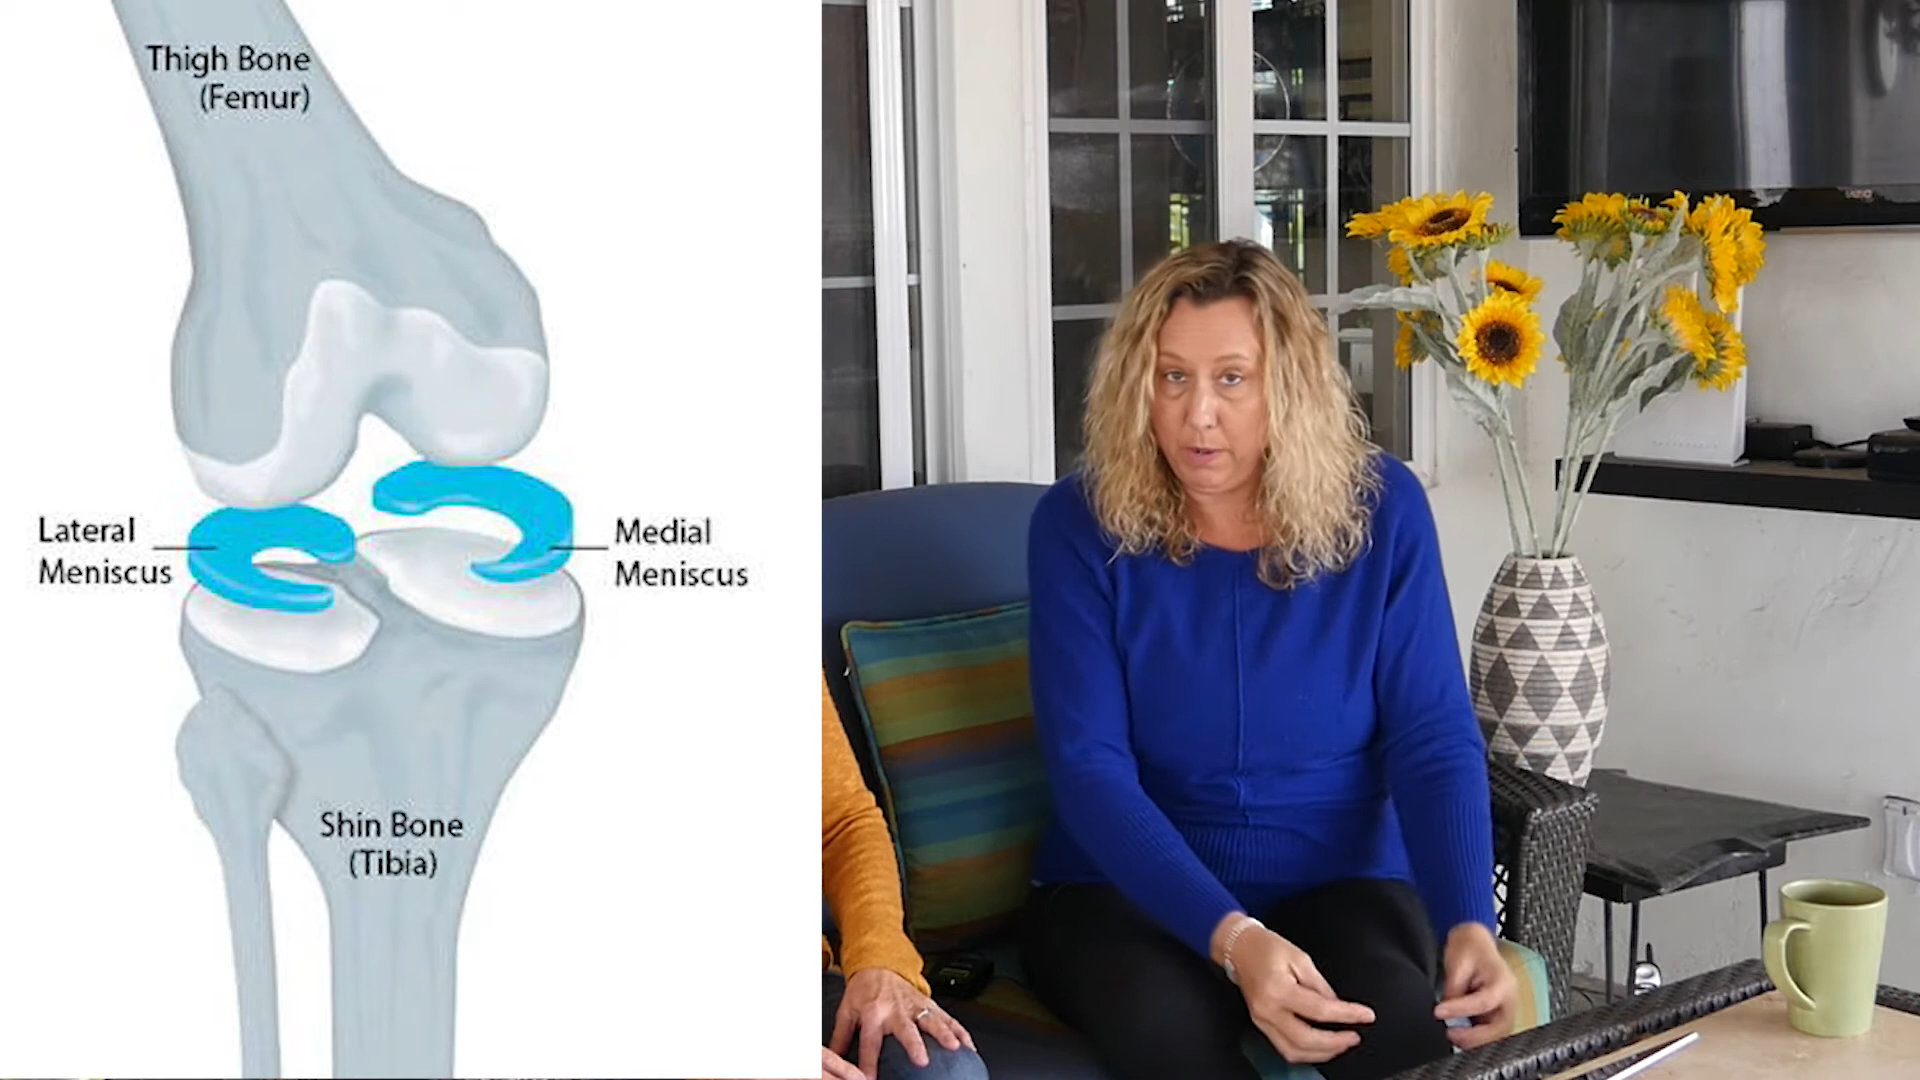 Thigh Bone
(Femur)
Lateral
Meniscus
Medial
Meniscus
Shin Bone
(Tibia)